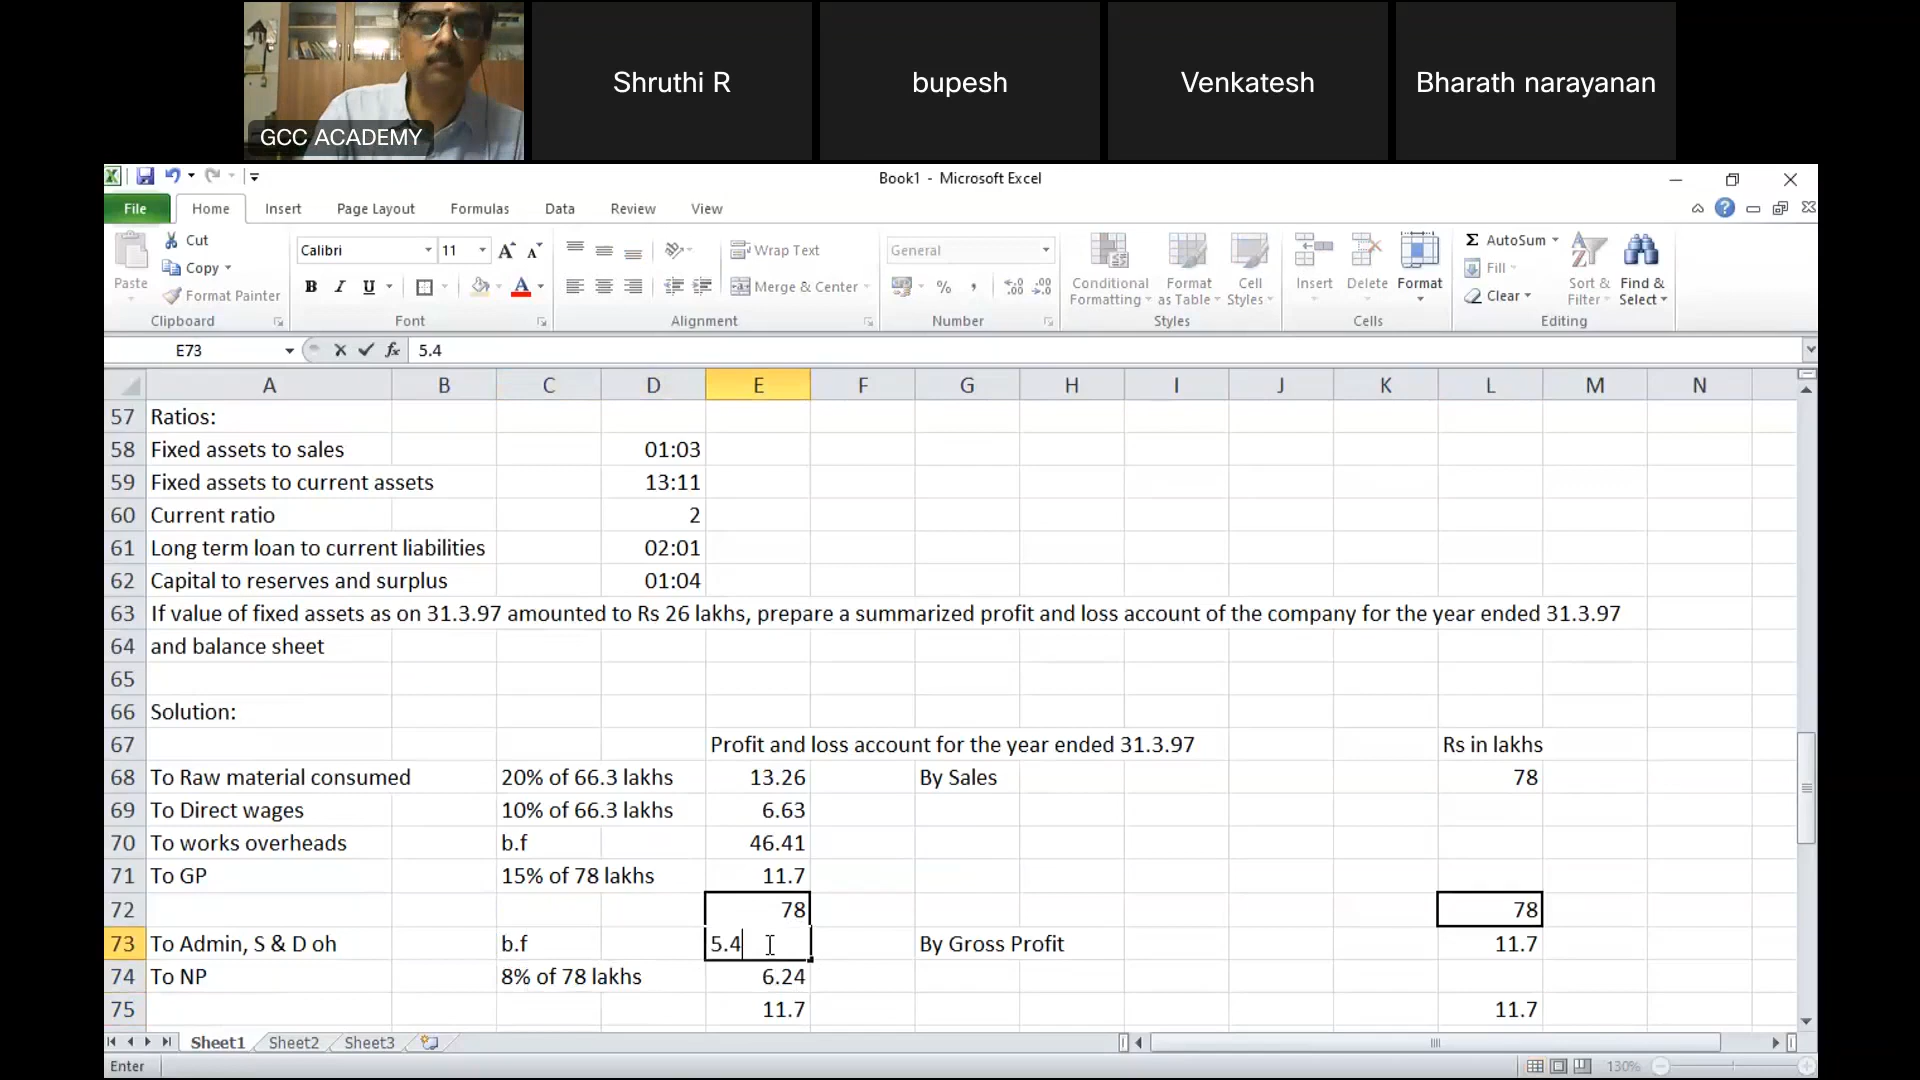 GCC ACADEMY
Shruthi R
bupesh
Venkatesh
Bharath narayanan
Book1 - Microsoft Excel
File Home Insert Page Layout Formulas Data Review View
Paste
Cut
Copy
Format Painter
Clipboard
Calibri 11
B I U
Font
Wrap Text
Merge & Center
Alignment
General
Number
Conditional Formatting
Format as Table
Cell Styles
Styles
Insert
Delete
Format
Cells
AutoSum
Fill
Clear
Sort & Filter
Find & Select
Editing
E73 fx 5.4
A B C D E F G H I J K L M N
57 Ratios:
58 Fixed assets to sales 01:03
59 Fixed assets to current assets 13:11
60 Current ratio 2
61 Long term loan to current liabilities 02:01
62 Capital to reserves and surplus 01:04
63 If value of fixed assets as on 31.3.97 amounted to Rs 26 lakhs, prepare a summarized profit and loss account of the company for the year ended 31.3.97
64 and balance sheet
65
66 Solution:
67 Profit and loss account for the year ended 31.3.97 Rs in lakhs
68 To Raw material consumed 20% of 66.3 lakhs 13.26 By Sales 78
69 To Direct wages 10% of 66.3 lakhs 6.63
70 To works overheads b.f 46.41
71 To GP 15% of 78 lakhs 11.7
72 78 78
73 To Admin, S & D oh b.f 5.4 By Gross Profit 11.7
74 To NP 8% of 78 lakhs 6.24
75 11.7 11.7
Sheet1 Sheet2 Sheet3
Enter 130%